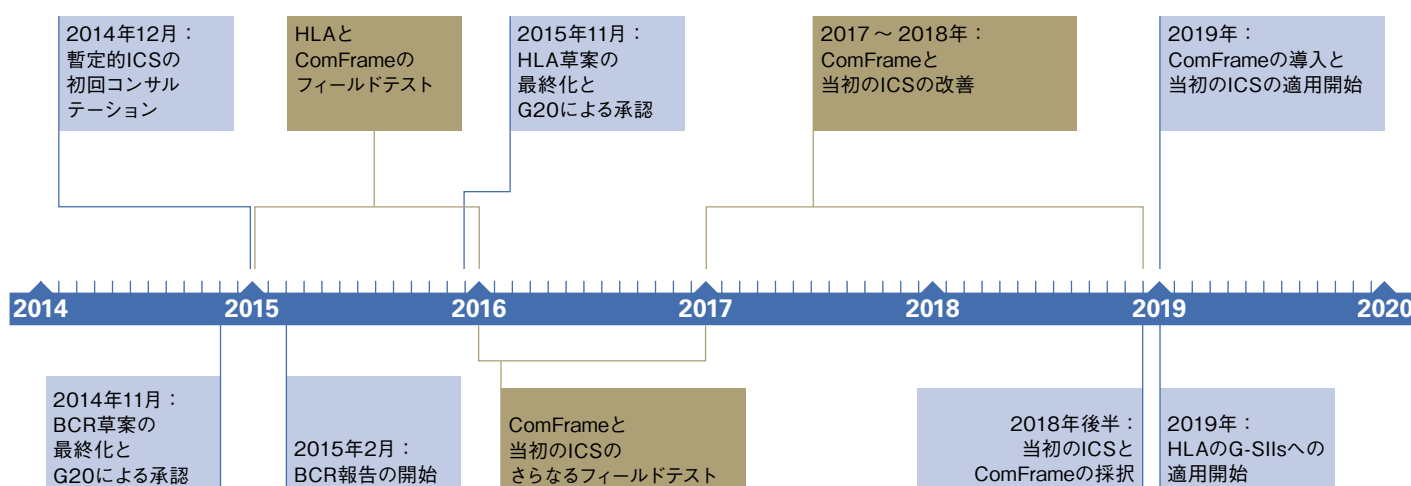 2014年12月：
暫定的ICSの
初回コンサル
テーション
HLAと
ComFrameの
フィールドテスト
2015年11月：
HLA草案の
最終化と
G20による承認
2017～2018年：
ComFrameと
当初のICSの改善
2019年：
ComFrameの導入と
当初のICSの適用開始
2014 2015 2016 2017 2018 2019 2020
2014年11月：
BCR草案の
最終化と
G20による承認
2015年2月：
BCR報告の開始
ComFrameと
当初のICSの
さらなるフィールドテスト
2018年後半：
当初のICSと
ComFrameの採択
2019年：
HLAのG-SIIsへの
適用開始